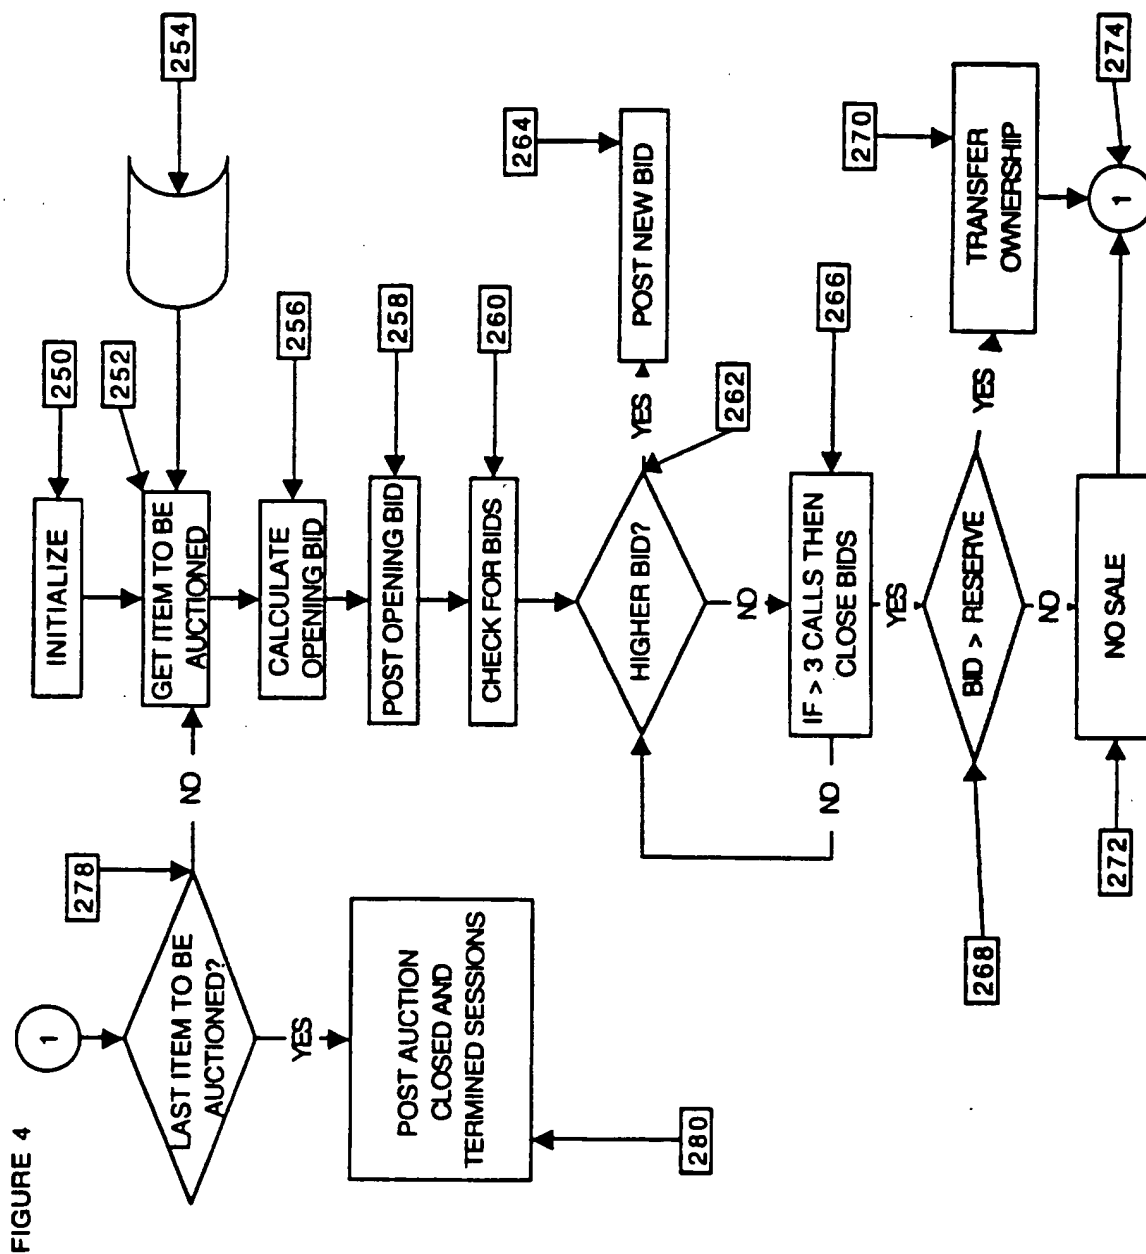 FIGURE 4
1
LAST ITEM TO BE
AUCTIONED?
278
NO
YES
POST AUCTION
CLOSED AND
TERMINED SESSIONS
280
INITIALIZE
250
252
GET ITEM TO BE
AUCTIONED
254
CALCULATE
OPENING BID
256
POST OPENING BID
258
CHECK FOR BIDS
260
HIGHER BID?
262
YES
POST NEW BID
264
NO
IF > 3 CALLS THEN
CLOSE BIDS
266
NO
YES
BID > RESERVE
268
YES
TRANSFER
OWNERSHIP
270
NO
NO SALE
272
1
274